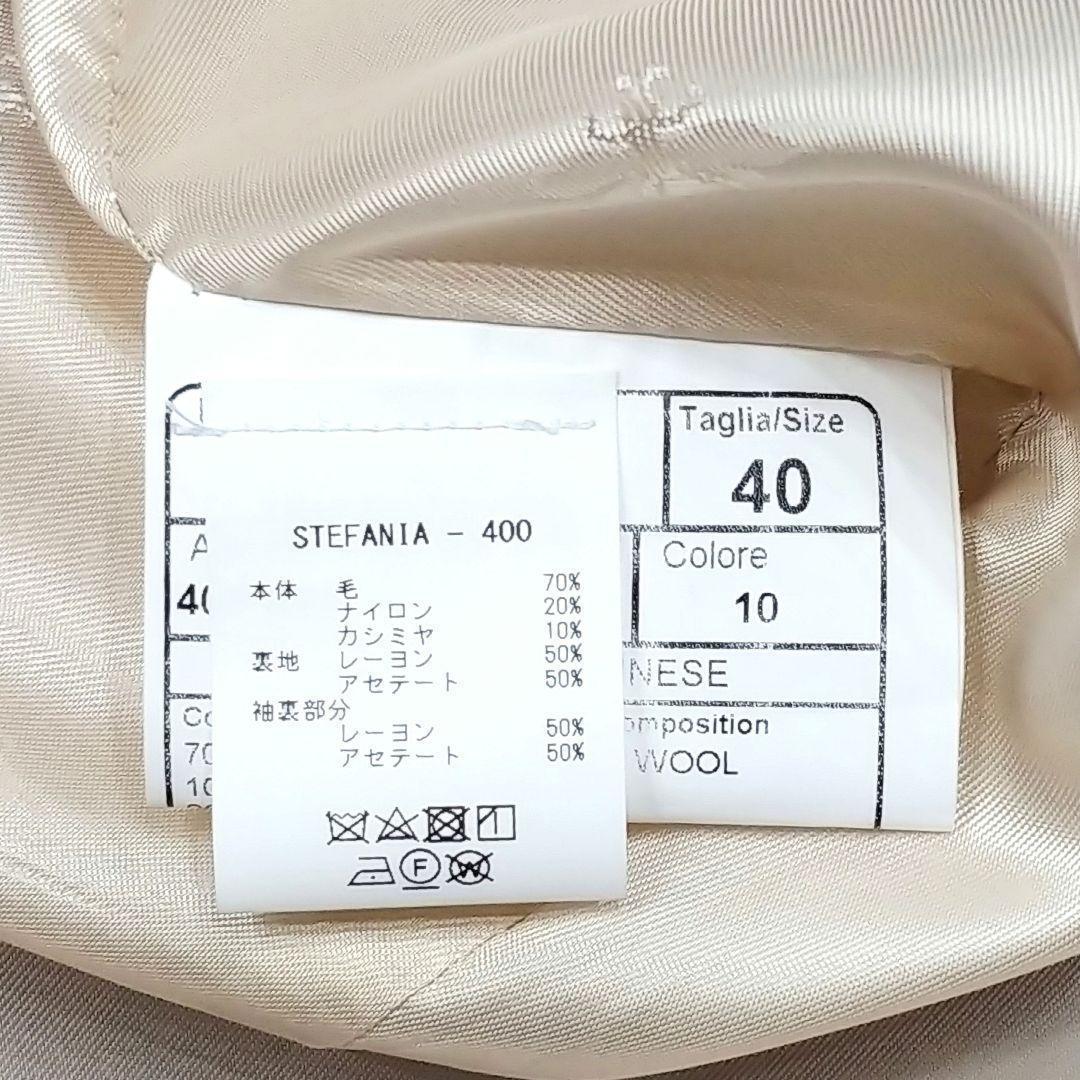 Taglia/Size
40
STEFANIA - 400
本体 毛 70%
ナイロン 20%
カシミヤ 10%
裏地 レーヨン 50%
アセテート 50%
袖裏部分
レーヨン 50%
アセテート 50%
F
W
Colore
10
WOOL